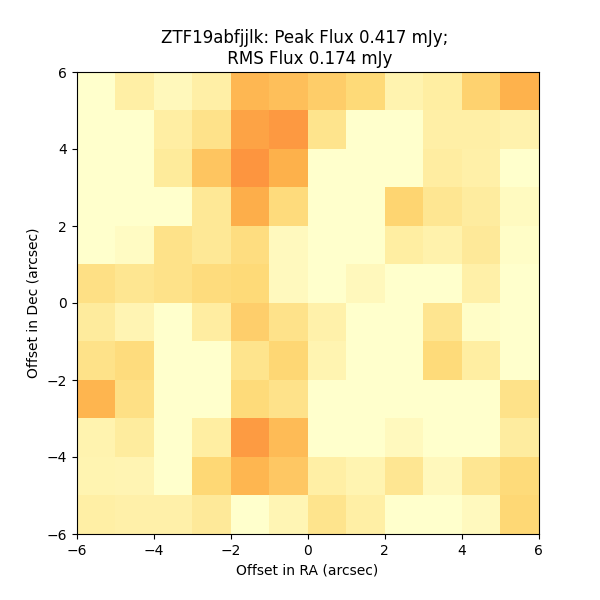 ZTF19abfjjlk: Peak Flux 0.417 mJy;
RMS Flux 0.174 mJy
6
4
2
0
−2
−4
−6
Offset in Dec (arcsec)
−6 −4 −2 0 2 4 6
Offset in RA (arcsec)